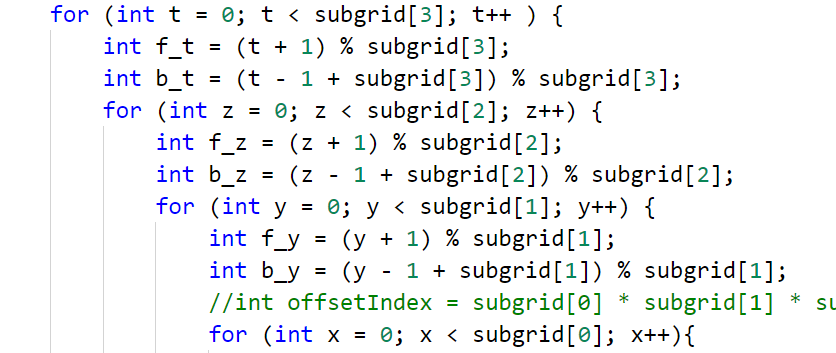 for (int t = 0; t < subgrid[3]; t++ ) {
int f_t = (t + 1) % subgrid[3];
int b_t = (t - 1 + subgrid[3]) % subgrid[3];
for (int z = 0; z < subgrid[2]; z++) {
int f_z = (z + 1) % subgrid[2];
int b_z = (z - 1 + subgrid[2]) % subgrid[2];
for (int y = 0; y < subgrid[1]; y++) {
int f_y = (y + 1) % subgrid[1];
int b_y = (y - 1 + subgrid[1]) % subgrid[1];
//int offsetIndex = subgrid[0] * subgrid[1] * su
for (int x = 0; x < subgrid[0]; x++){